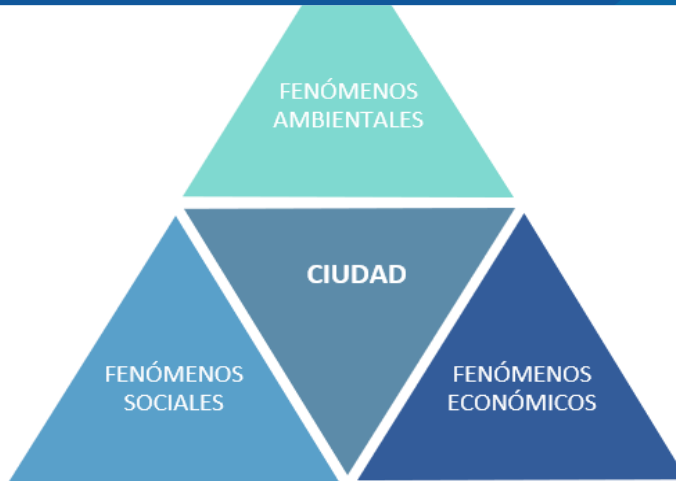 FENÓMENOS
AMBIENTALES
CIUDAD
FENÓMENOS
SOCIALES
FENÓMENOS
ECONÓMICOS